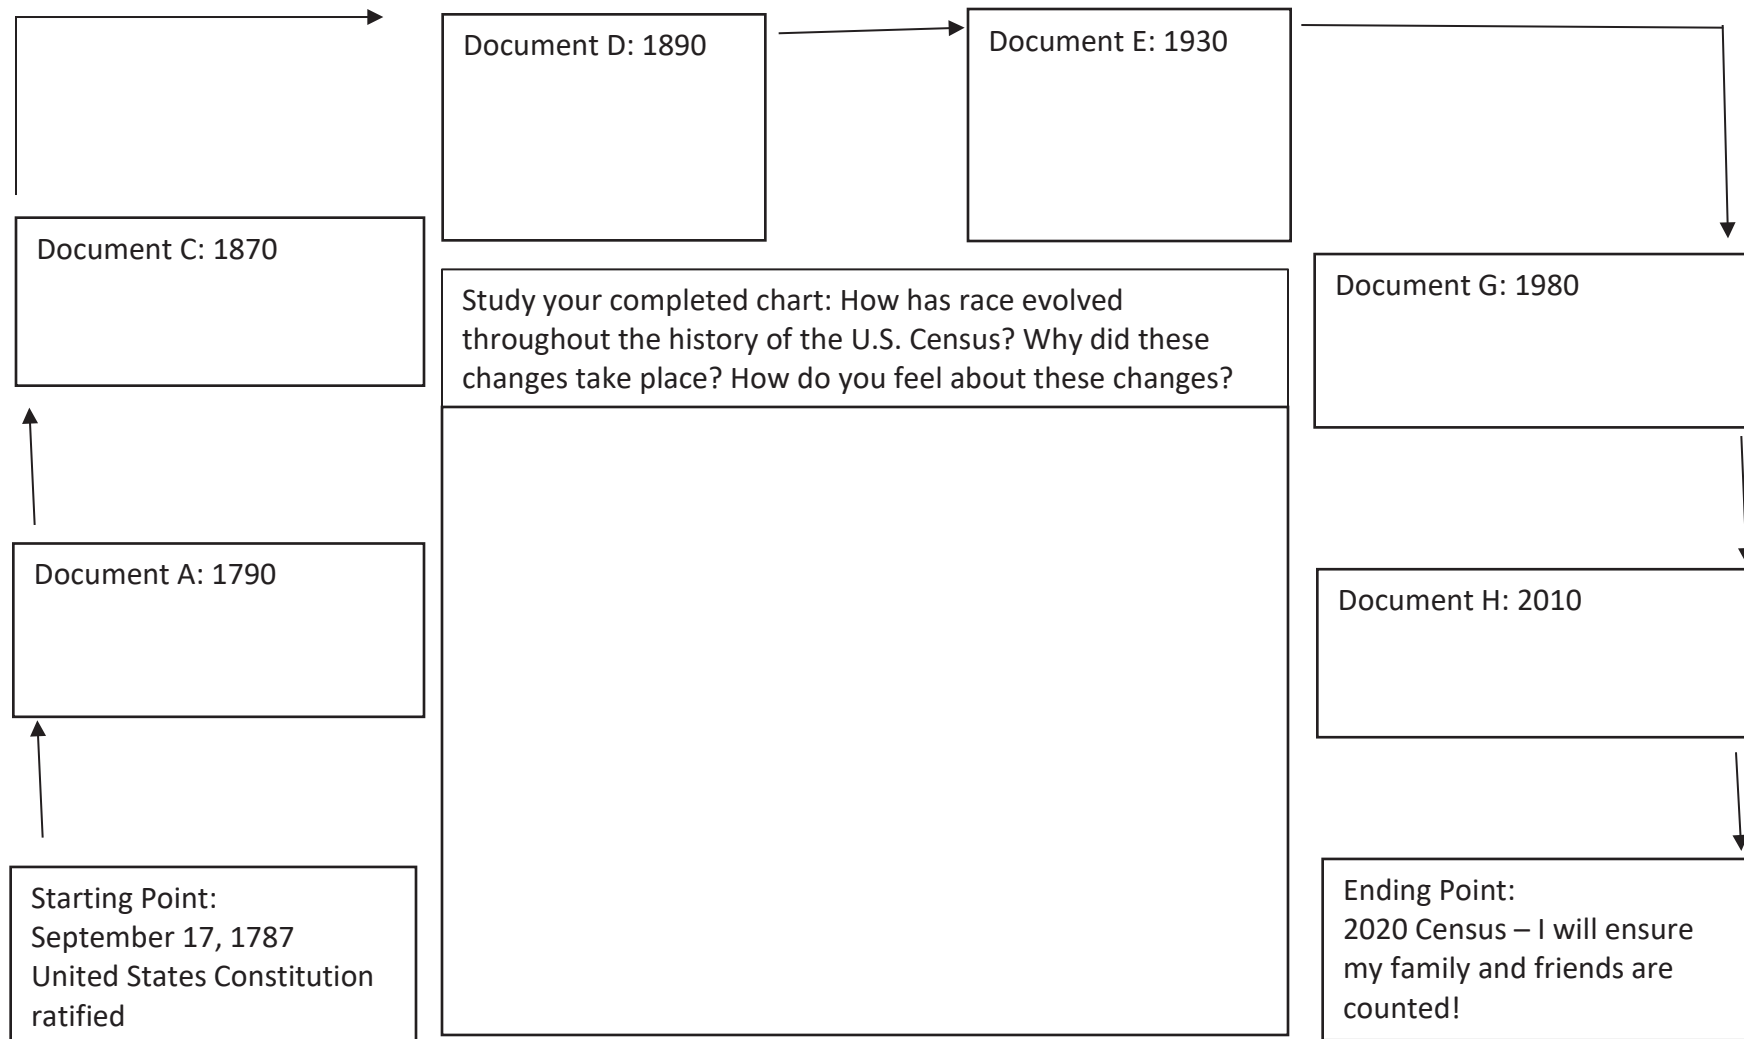 Document D: 1890
Document E: 1930
Document C: 1870
Document G: 1980
Study your completed chart: How has race evolved
throughout the history of the U.S. Census? Why did these
changes take place? How do you feel about these changes?
Document A: 1790
Document H: 2010
Starting Point:
September 17, 1787
United States Constitution
ratified
Ending Point:
2020 Census – I will ensure
my family and friends are
counted!